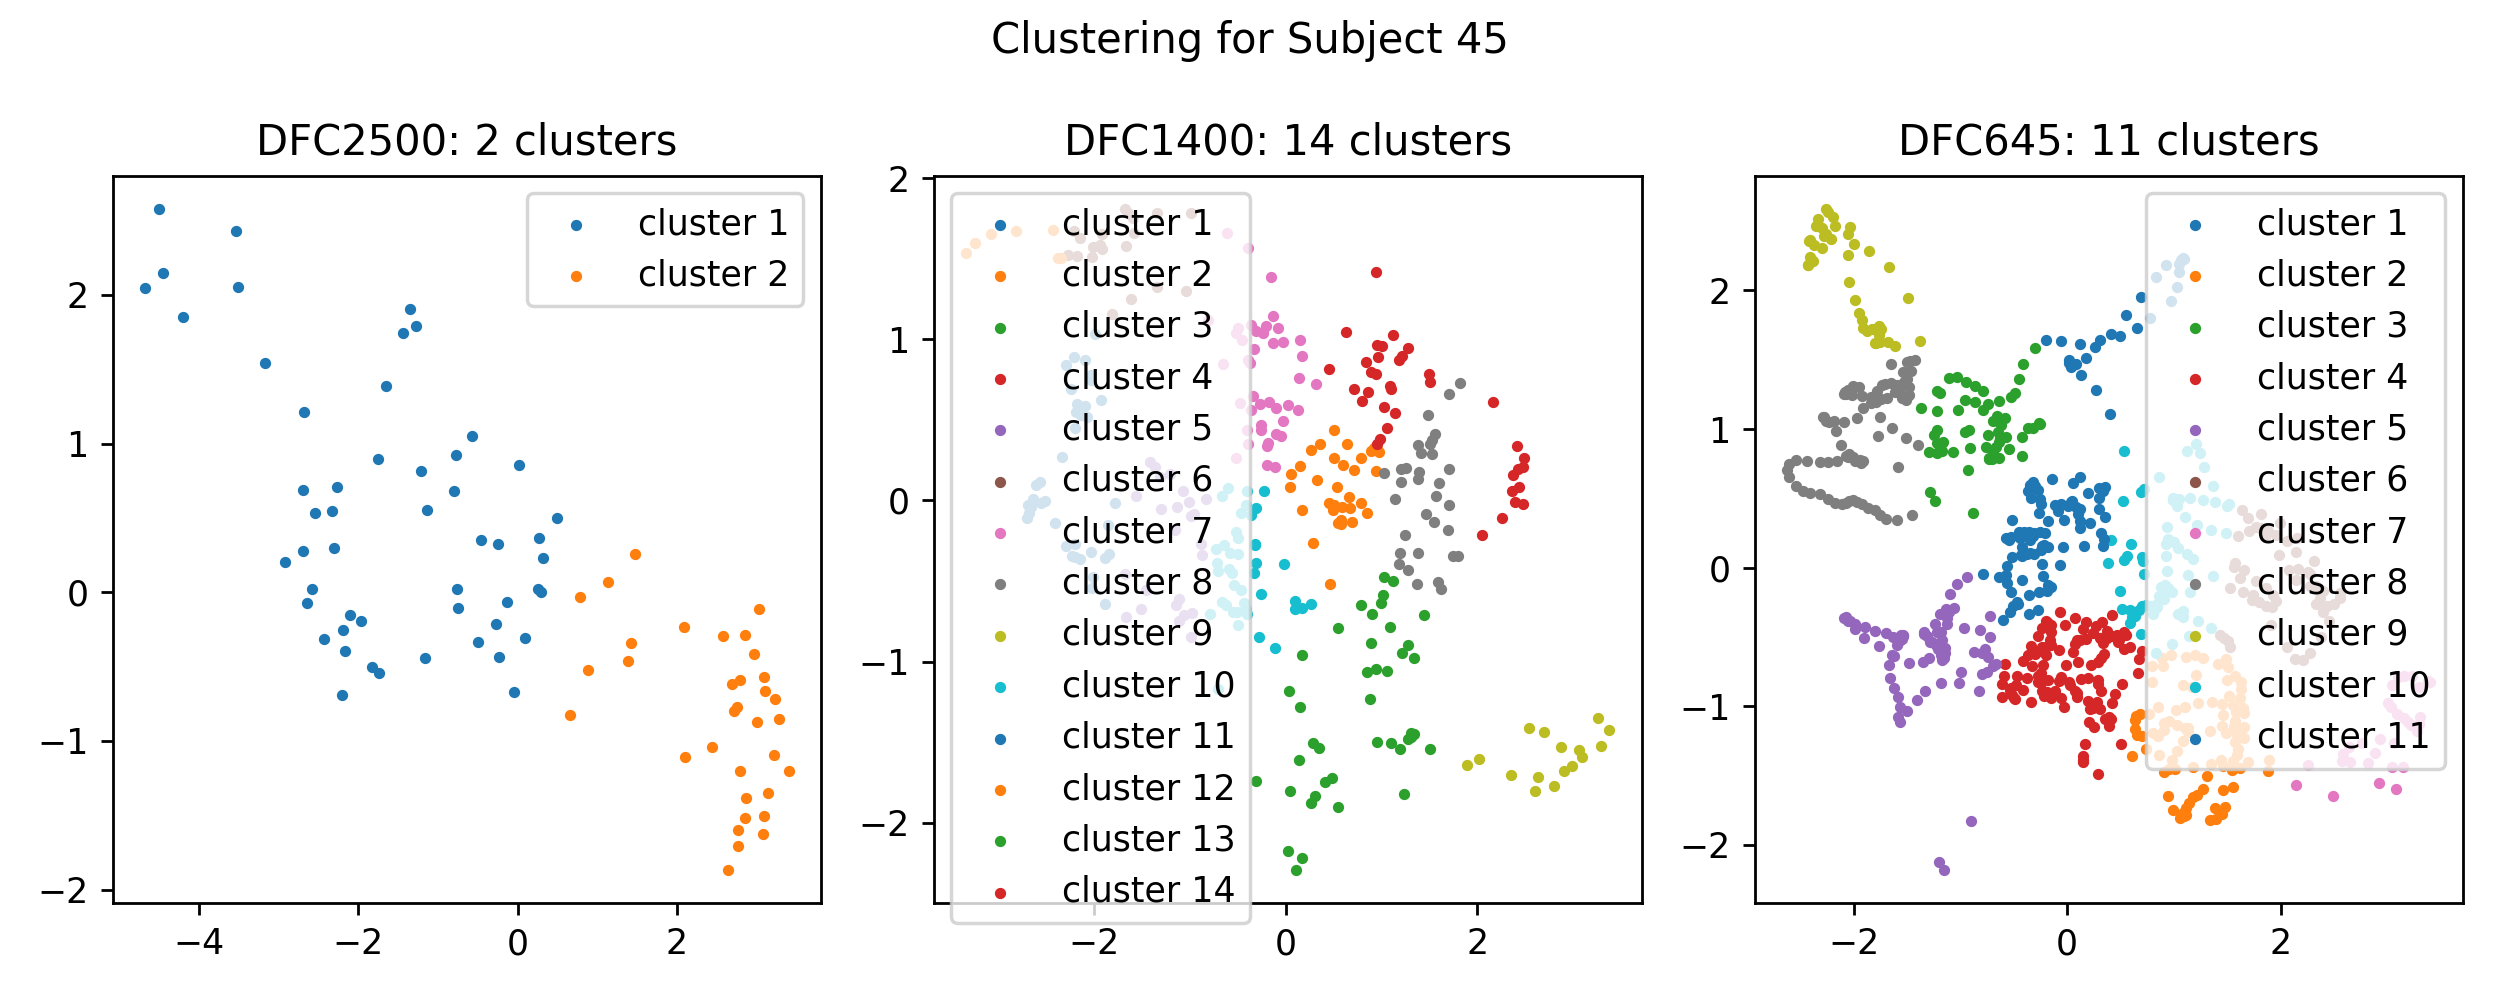 Clustering for Subject 45
DFC2500: 2 clusters
2
1
0
−1
−2
−4
−2
0
2
cluster 1
cluster 2
DFC1400: 14 clusters
2
1
0
−1
−2
−2
0
2
cluster 1
cluster 2
cluster 3
cluster 4
cluster 5
cluster 6
cluster 7
cluster 8
cluster 9
cluster 10
cluster 11
cluster 12
cluster 13
cluster 14
DFC645: 11 clusters
2
1
0
−1
−2
−2
0
2
cluster 1
cluster 2
cluster 3
cluster 4
cluster 5
cluster 6
cluster 7
cluster 8
cluster 9
cluster 10
cluster 11